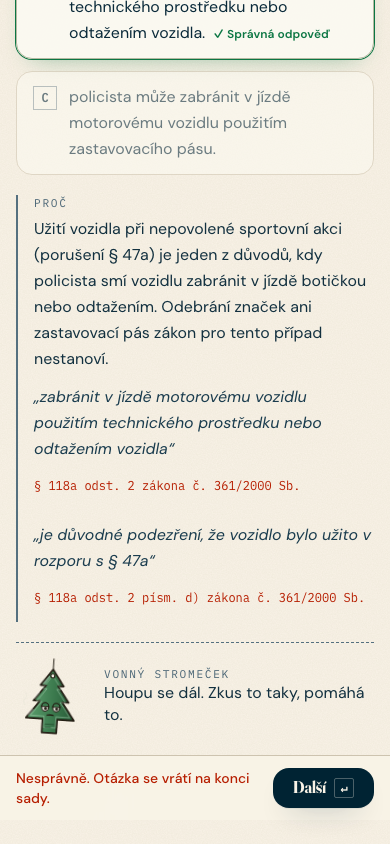 technického prostředku nebo
odtažením vozidla. ✓ Správná odpověď
C
policista může zabránit v jízdě
motorovému vozidlu použitím
zastavovacího pásu.
PROČ
Užití vozidla při nepovolené sportovní akci
(porušení § 47a) je jeden z důvodů, kdy
policista smí vozidlu zabránit v jízdě botičkou
nebo odtažením. Odebrání značek ani
zastavovací pás zákon pro tento případ
nestanoví.
„zabránit v jízdě motorovému vozidlu
použitím technického prostředku nebo
odtažením vozidla“
§ 118a odst. 2 zákona č. 361/2000 Sb.
„je důvodné podezření, že vozidlo bylo užito v
rozporu s § 47a“
§ 118a odst. 2 písm. d) zákona č. 361/2000 Sb.
VONNÝ STROMEČEK
Houpu se dál. Zkus to taky, pomáhá
to.
Nesprávně. Otázka se vrátí na konci
sady.
Další ↵